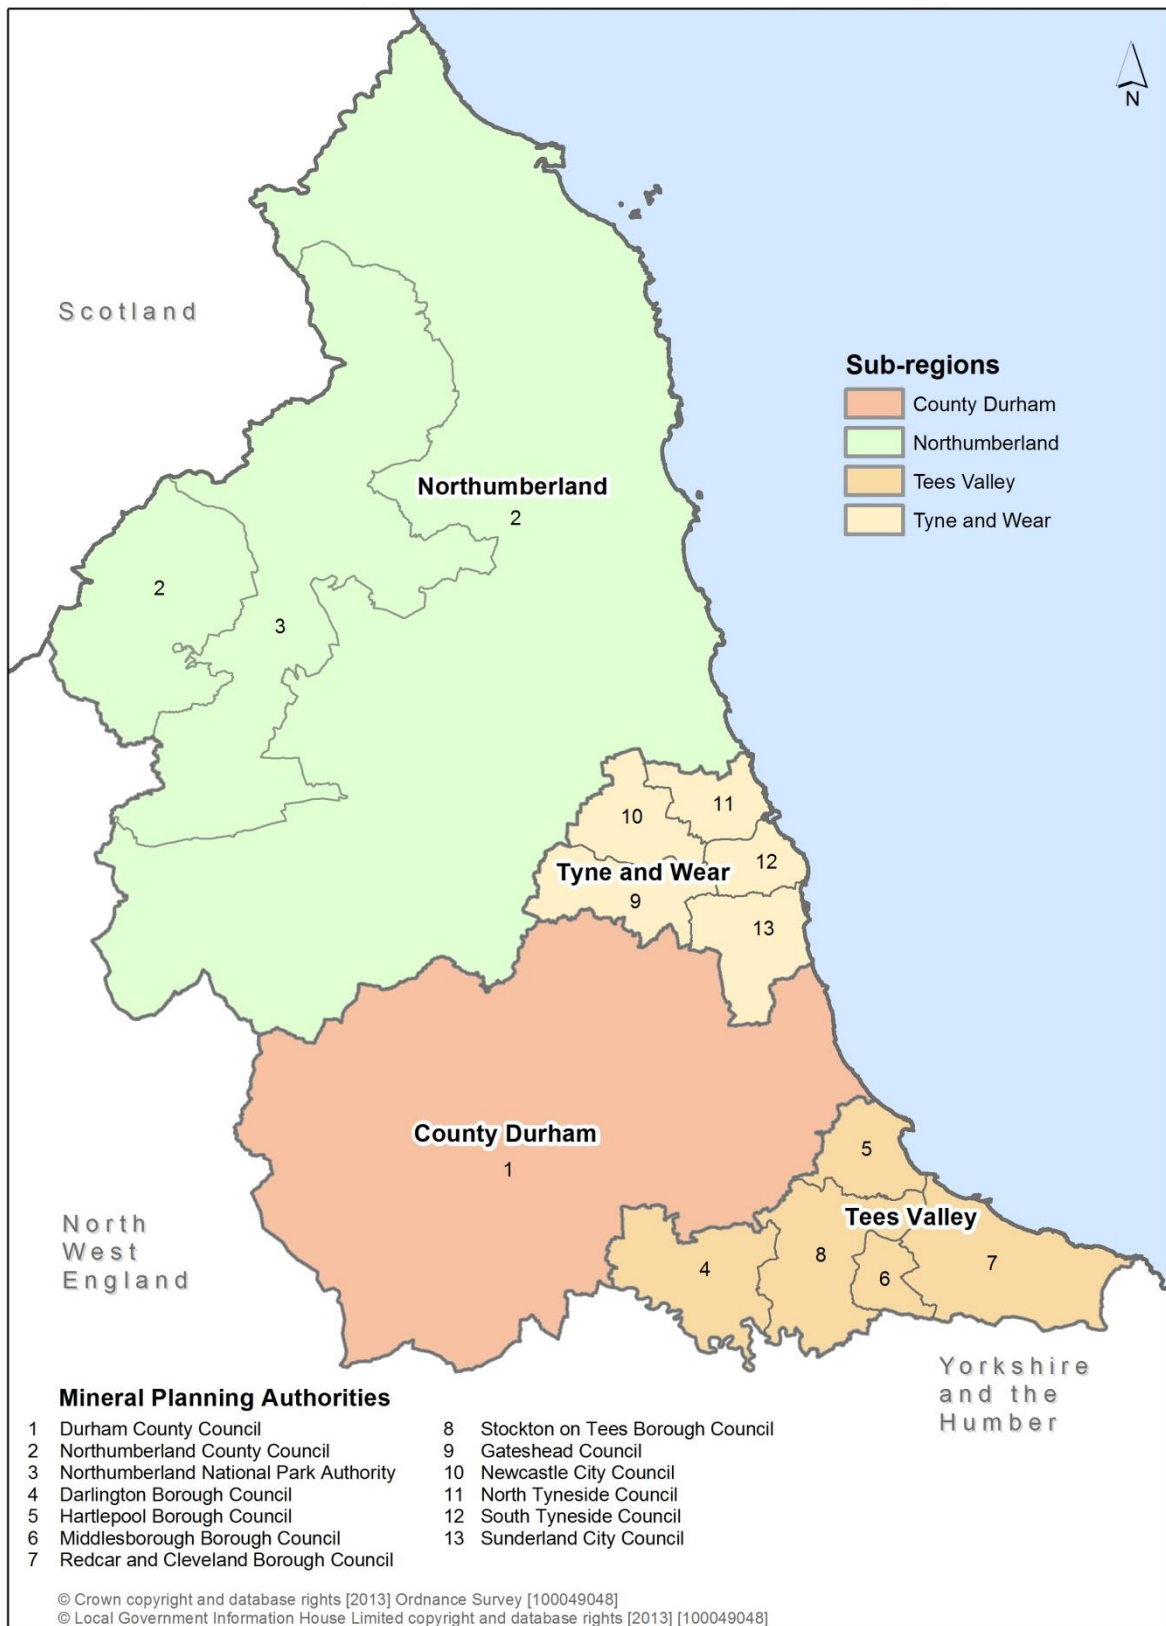 N
Scotland
Sub-regions
County Durham
Northumberland
Tees Valley
Tyne and Wear
Northumberland
2
2
3
10
11
12
Tyne and Wear
9
13
County Durham
1
5
Tees Valley
4
8
6
7
North
West
England
Yorkshire
and the
Humber
Mineral Planning Authorities
1 Durham County Council
2 Northumberland County Council
3 Northumberland National Park Authority
4 Darlington Borough Council
5 Hartlepool Borough Council
6 Middlesborough Borough Council
7 Redcar and Cleveland Borough Council
8 Stockton on Tees Borough Council
9 Gateshead Council
10 Newcastle City Council
11 North Tyneside Council
12 South Tyneside Council
13 Sunderland City Council
© Crown copyright and database rights [2013] Ordnance Survey [100049048]
© Local Government Information House Limited copyright and database rights [2013] [100049048]